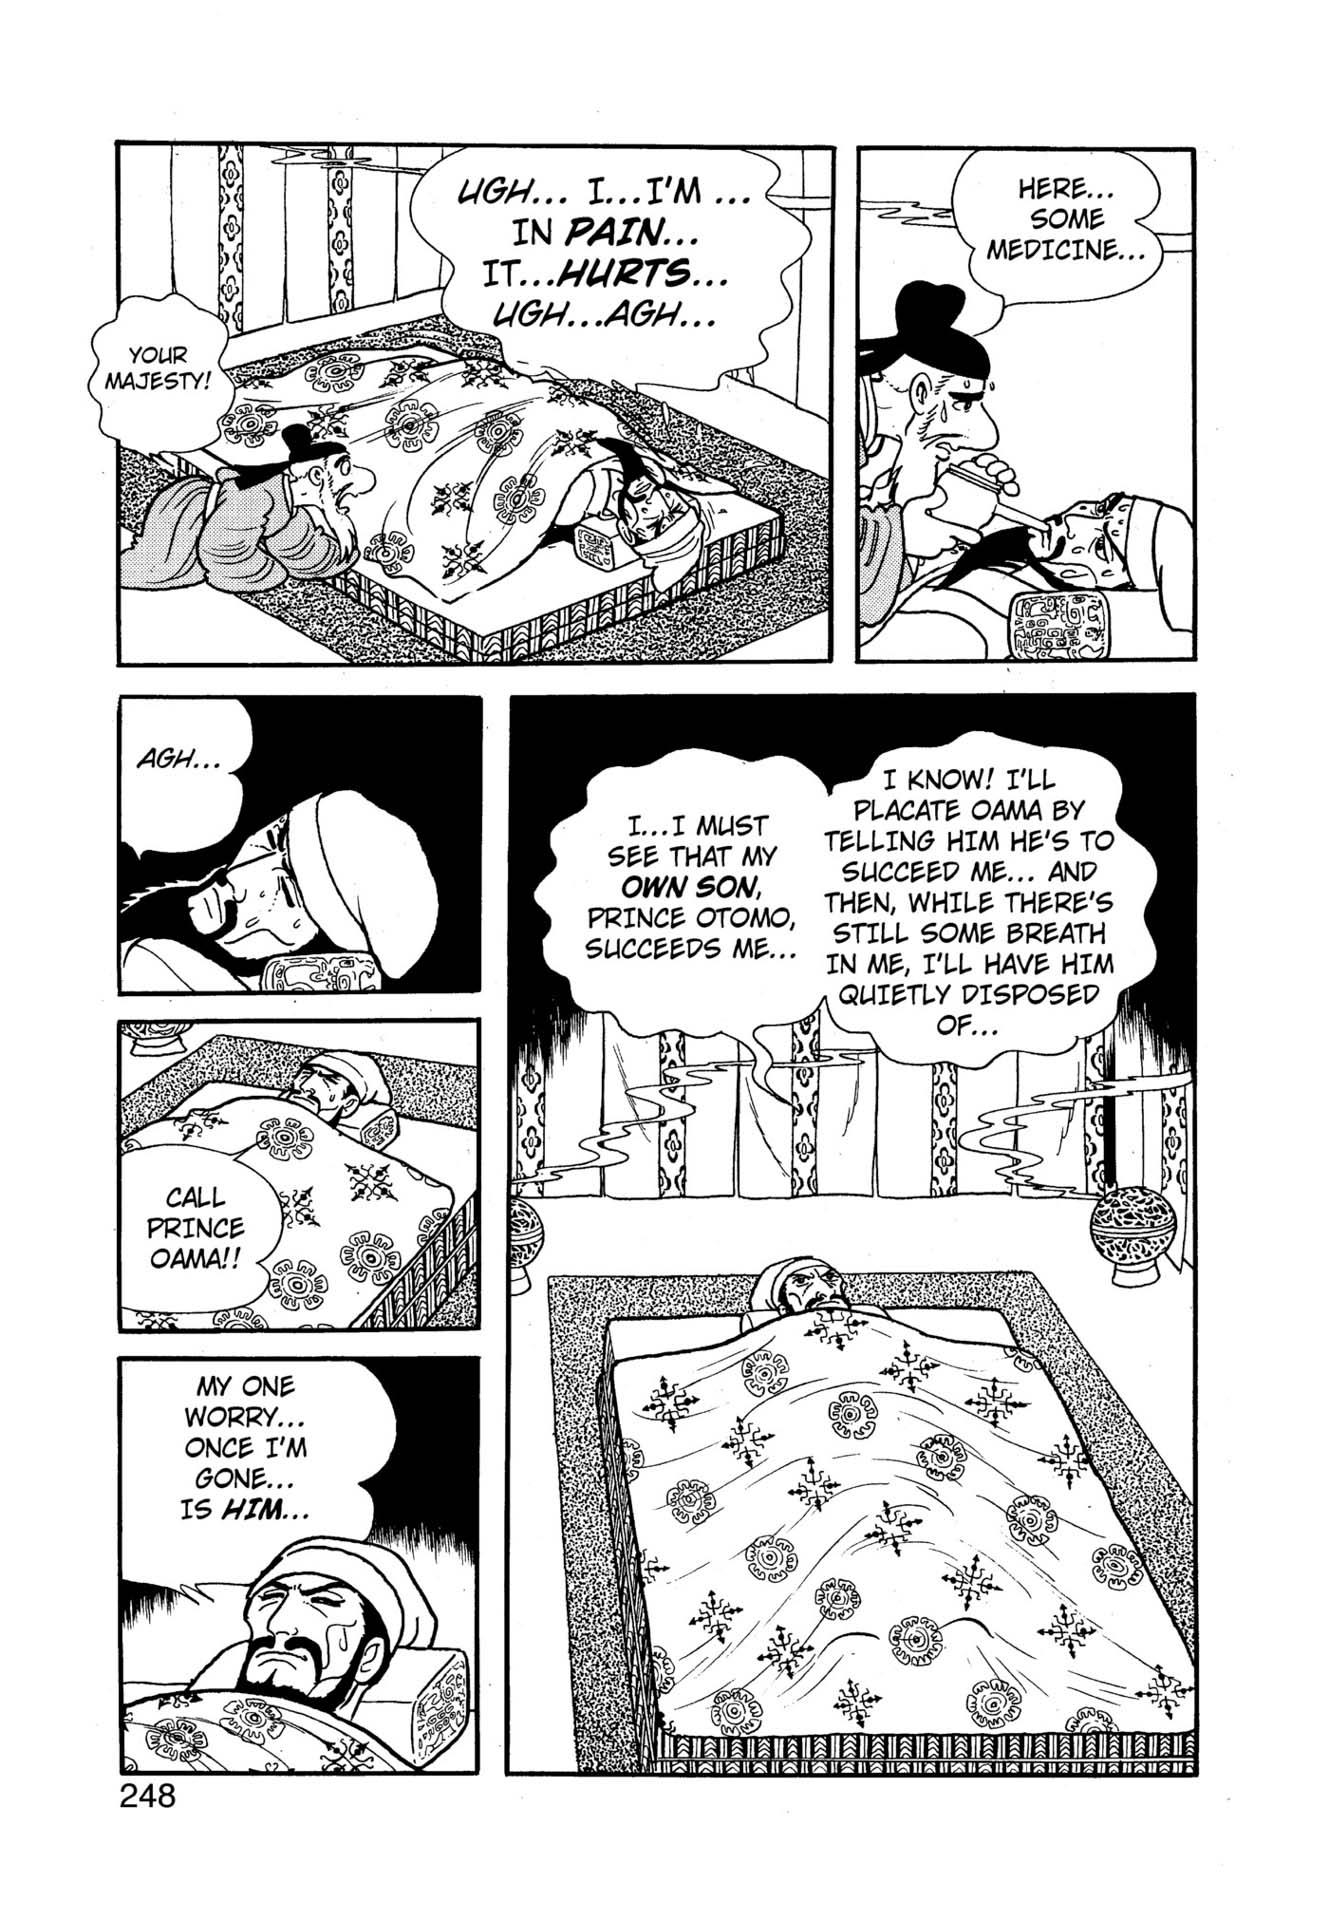 YOUR
MAJESTY!
UGH... I...I'M ...
IN PAIN...
IT...HURTS...
UGH...AGH...
HERE...
SOME
MEDICINE...
AGH...
CALL
PRINCE
OAMA!!
MY ONE
WORRY...
ONCE I'M
GONE...
IS HIM...
I...I MUST
SEE THAT MY
OWN SON,
PRINCE OTOMO,
SUCCEEDS ME...
I KNOW! I'LL
PLACATE OAMA BY
TELLING HIM HE'S TO
SUCCEED ME... AND
THEN, WHILE THERE'S
STILL SOME BREATH
IN ME, I'LL HAVE HIM
QUIETLY DISPOSED
OF...
248